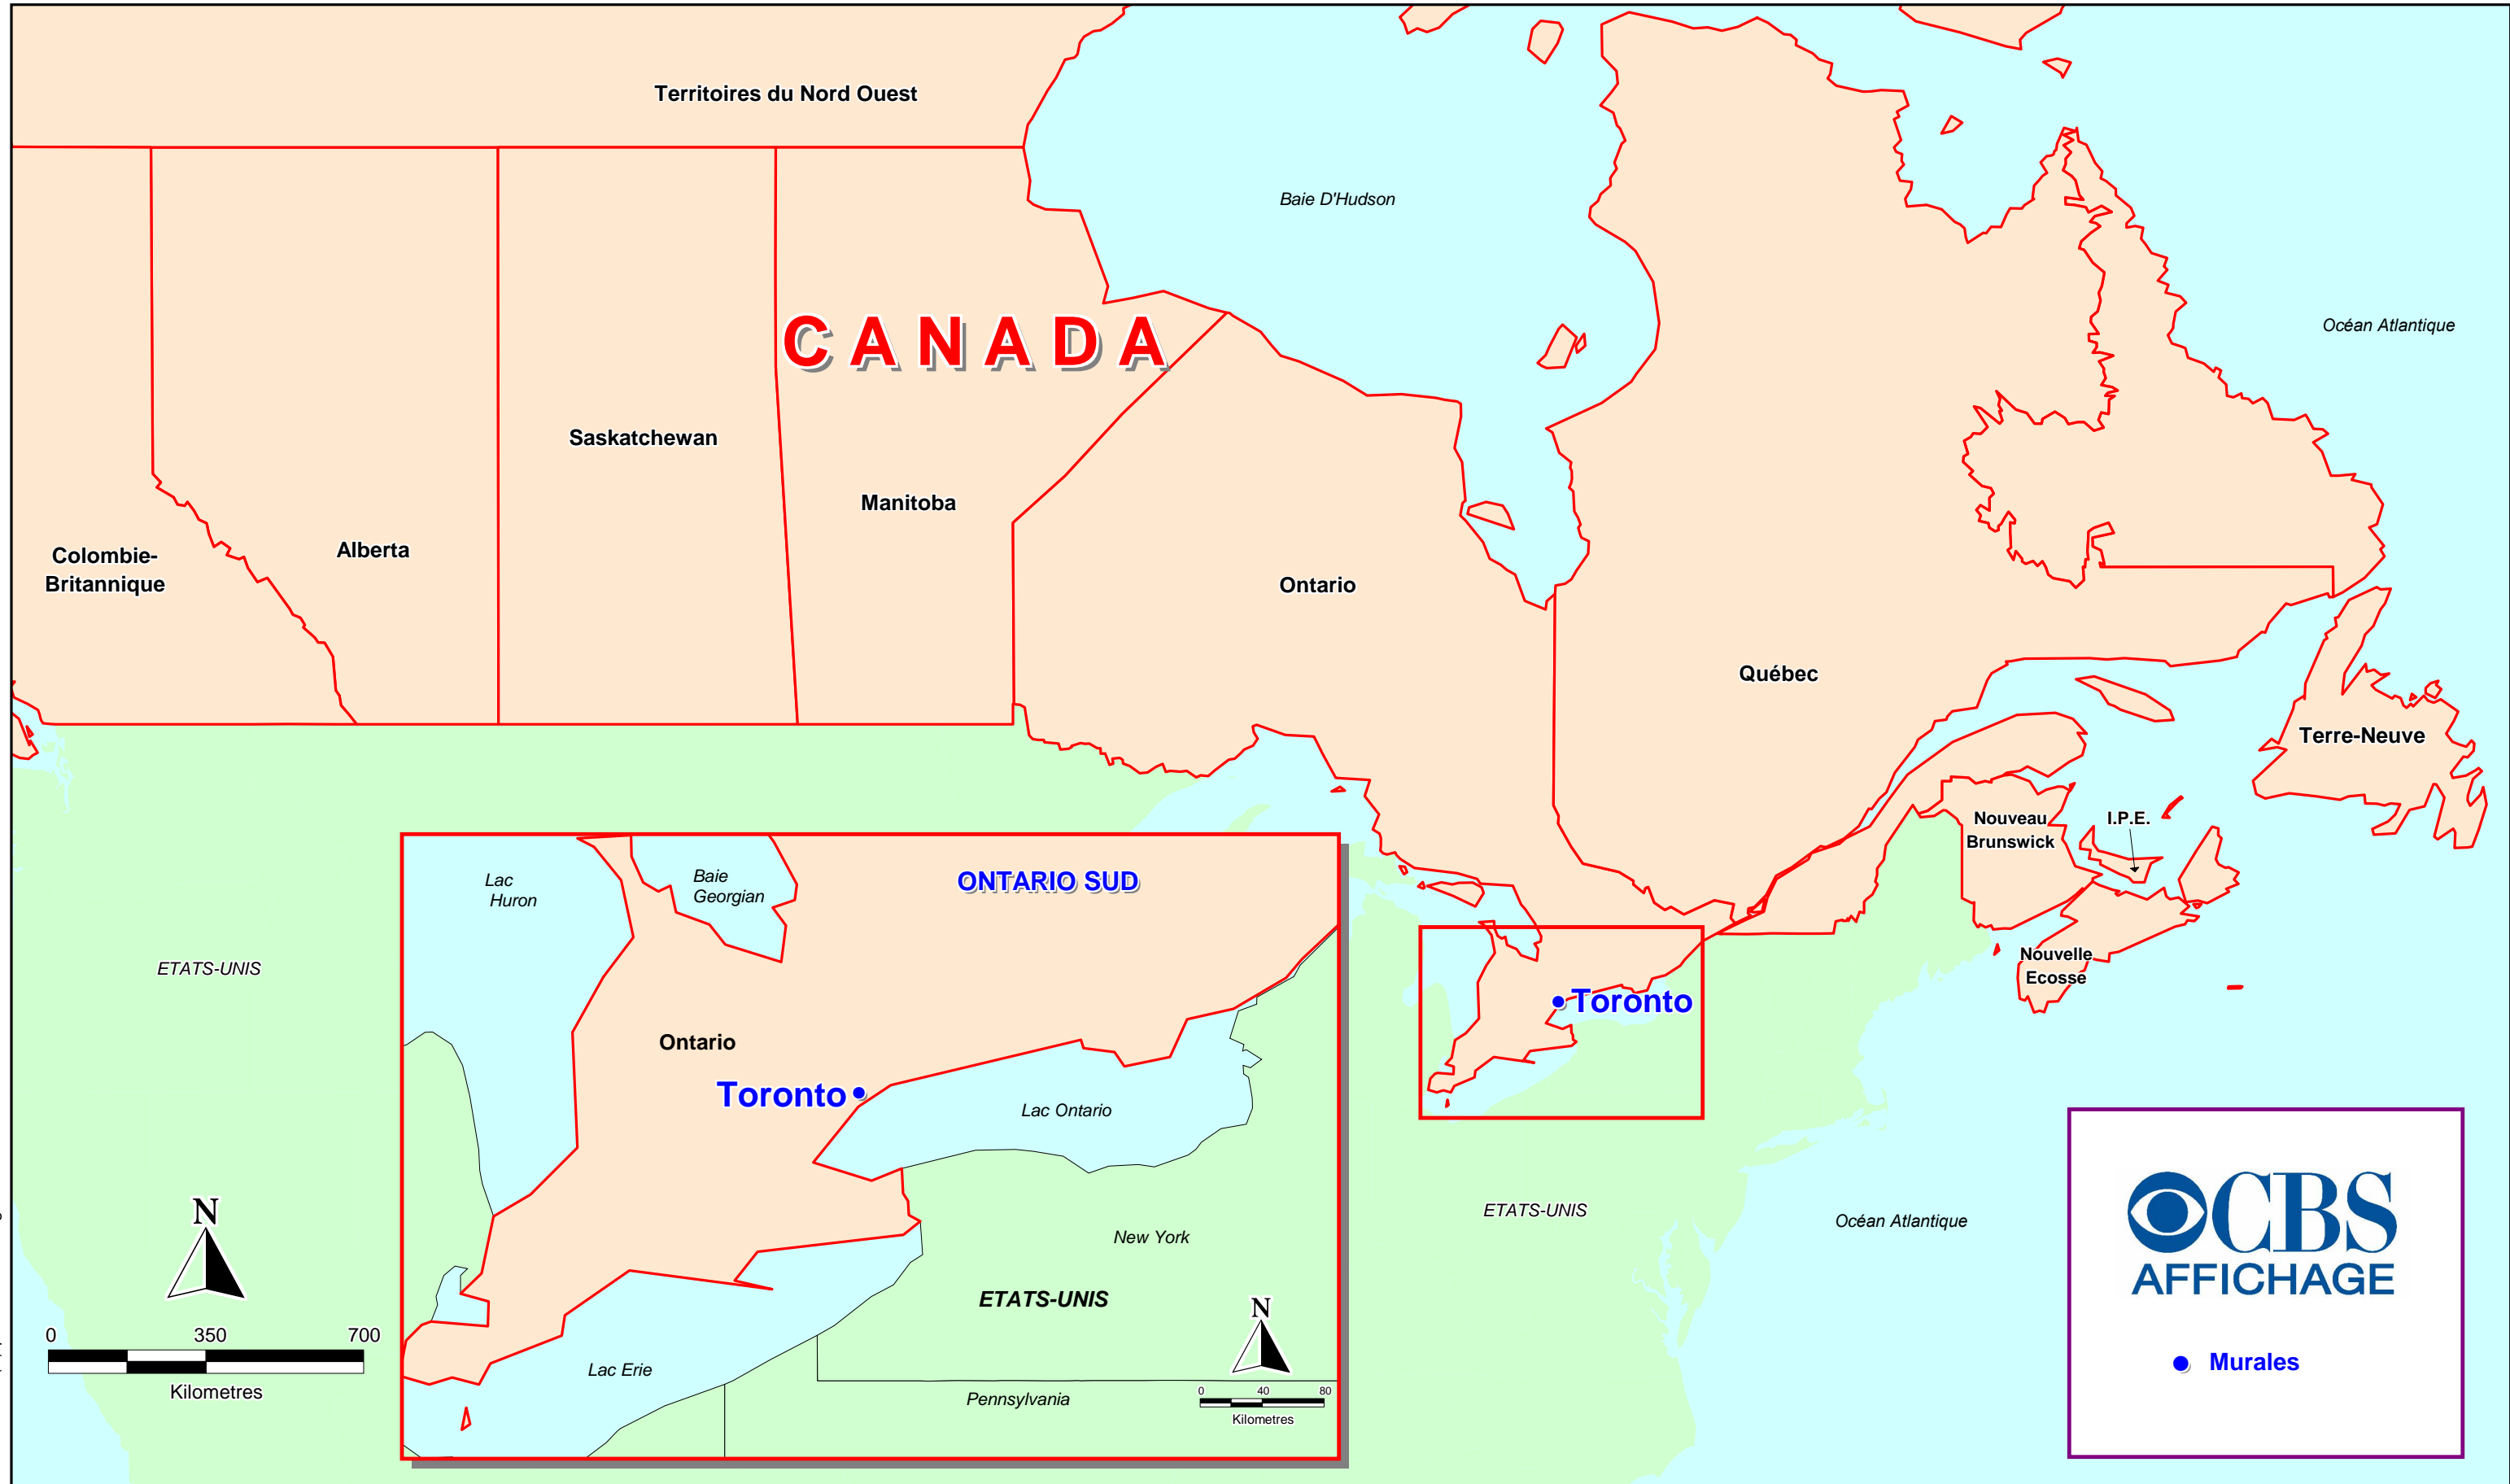 Territoires du Nord Ouest
Baie D'Hudson
Océan Atlantique
CANADA
Saskatchewan
Manitoba
Alberta
Colombie-
Britannique
Ontario
Québec
Terre-Neuve
Nouveau
Brunswick
I.P.E.
Nouvelle
Ecosse
Toronto
ETATS-UNIS
ETATS-UNIS
Océan Atlantique
ONTARIO SUD
Lac
Huron
Baie
Georgian
Ontario
Toronto
Lac Ontario
New York
ETATS-UNIS
Lac Erie
Pennsylvania
N
0 40 80
Kilometres
N
0 350 700
Kilometres
CBS
AFFICHAGE
Murales